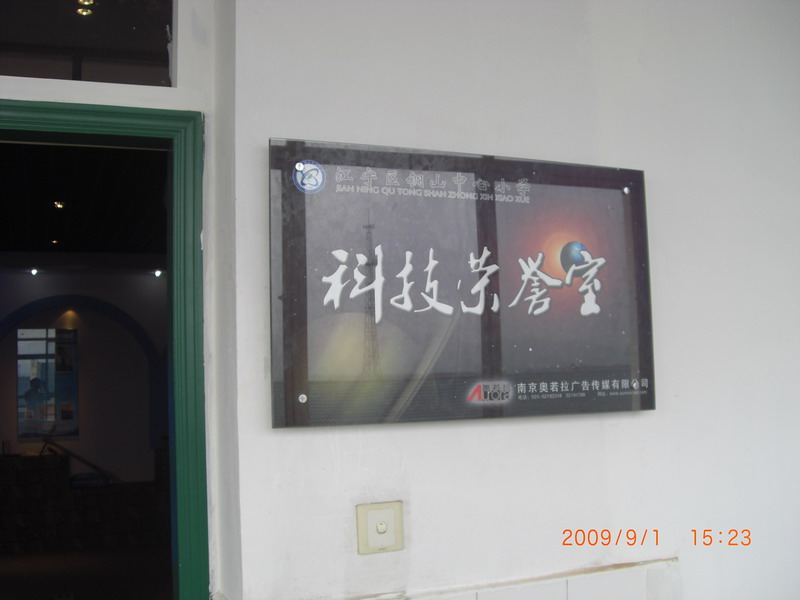 江宁区铜山中心小学
JIAN NING QU TONG SHAN ZHONG XIN XIAO XUE
科技荣誉室
Aurora
南京奥若拉广告传媒有限公司
2009/9/1 15:23